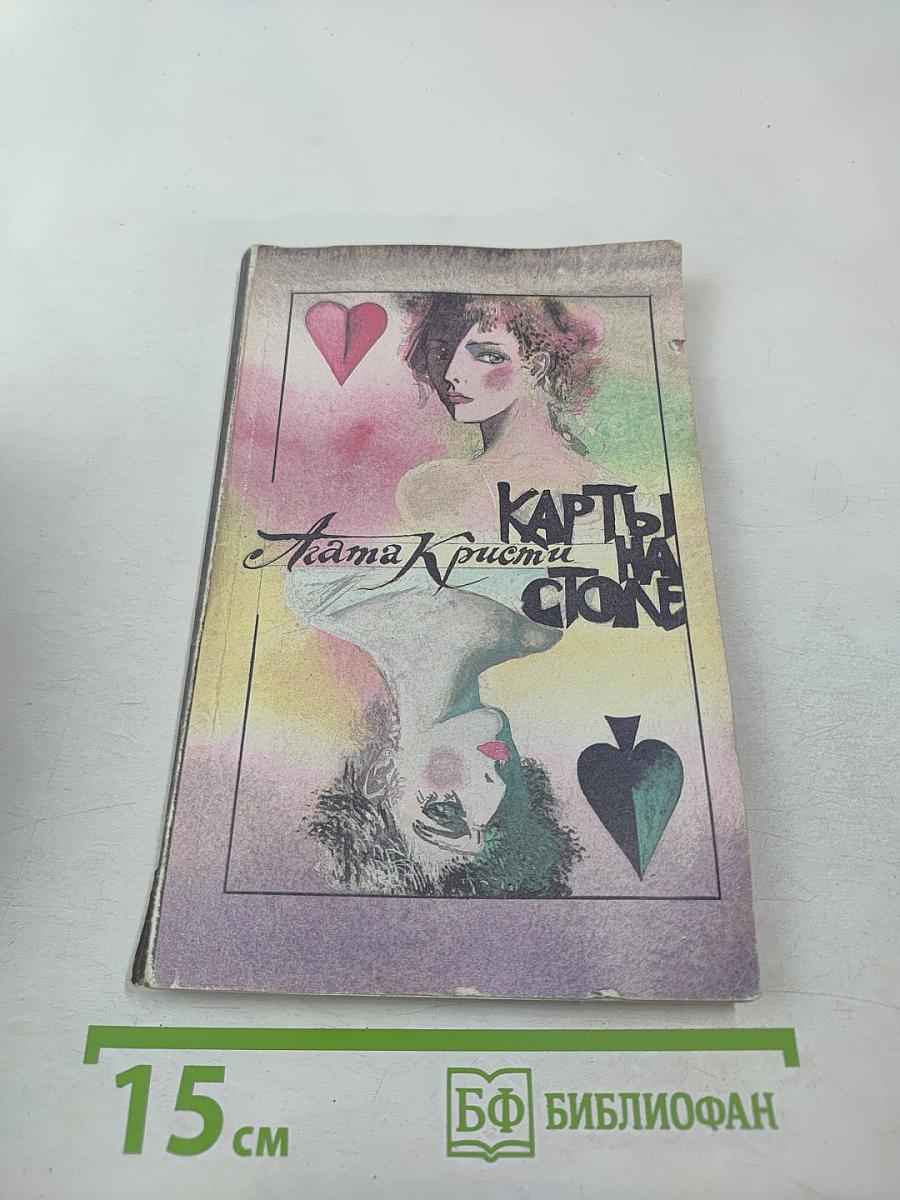 Агата Кристи
КАРТЫ
НА
СТОЛЕ
15 см
БФ БИБЛИОФАН